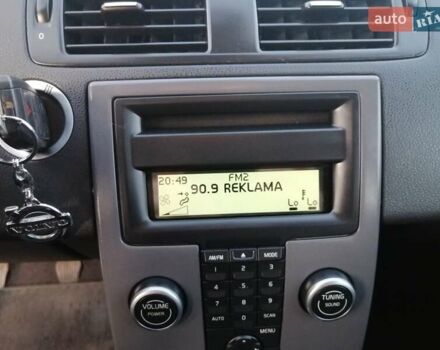 auto RIA
0
20:49 FM2
90.9 REKLAMA
Lo Lo
AM/FM MODE
1 2 3
4 5 6
7 8 9
AUTO 0 SCAN
MENU
VOLUME
POWER
TUNING
SOUND
VOLVO